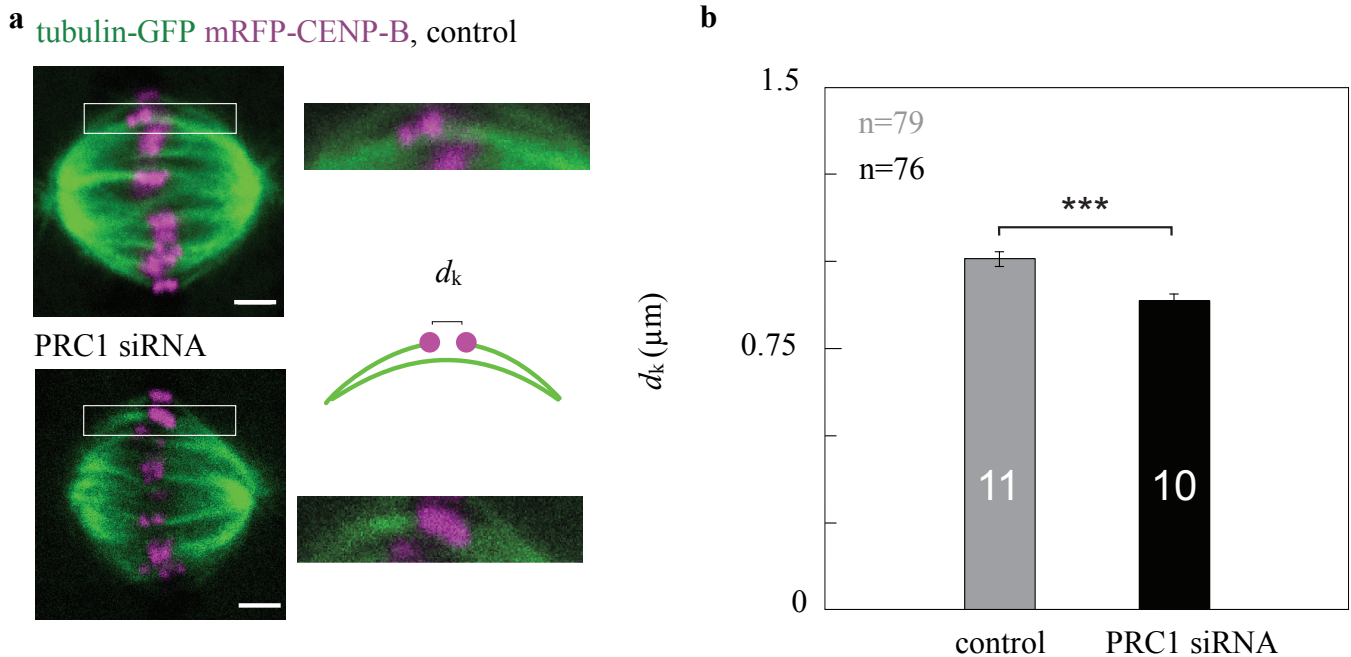 a tubulin-GFP mRFP-CENP-B, control
PRC1 siRNA
dk
b
1.5
0.75
0
dk (μm)
n=79
n=76
***
11
10
control
PRC1 siRNA